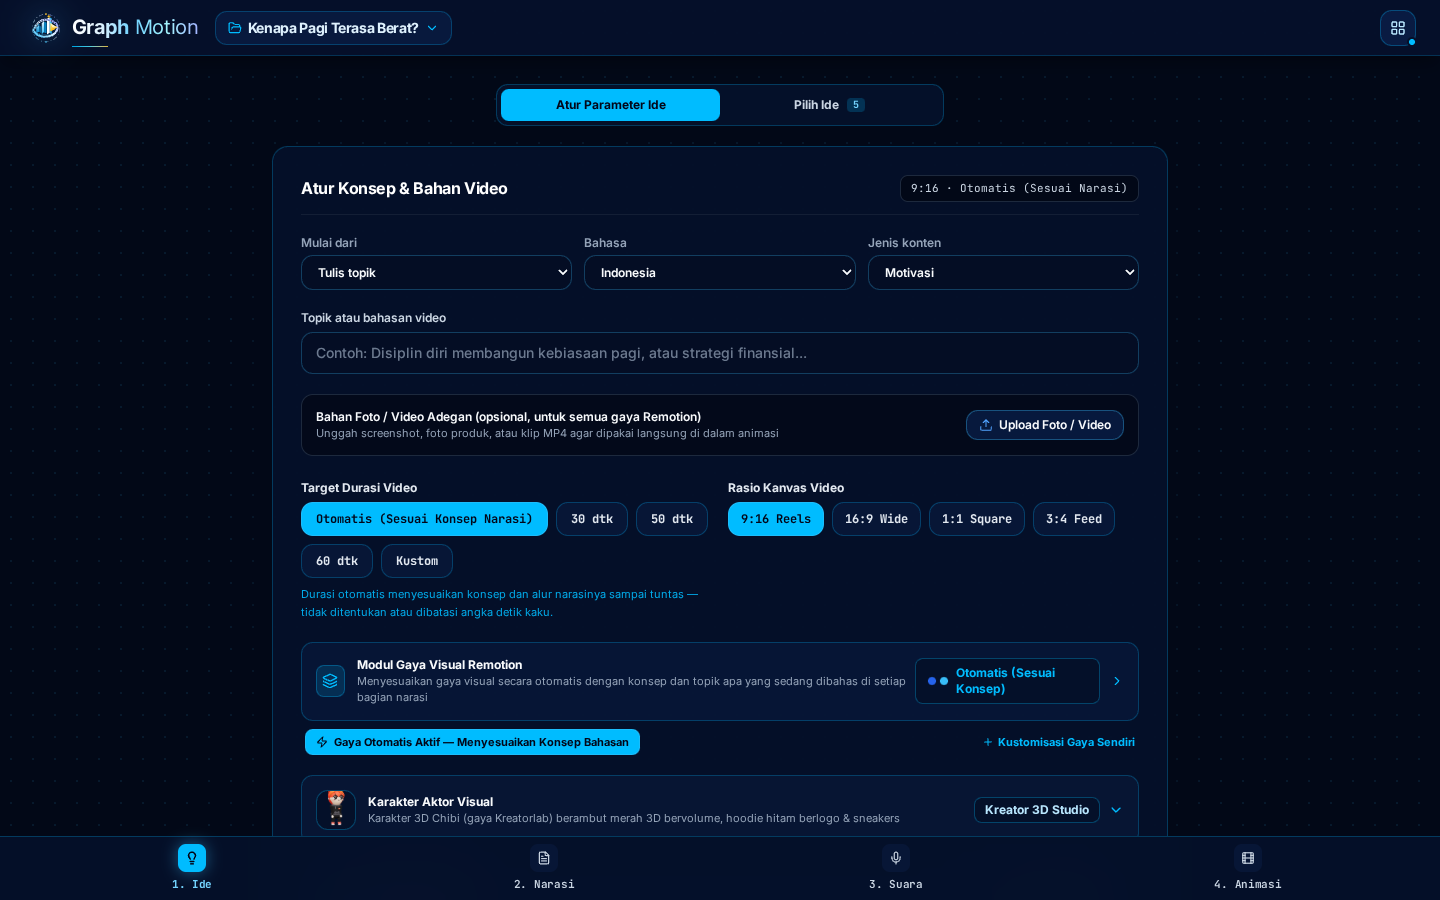 Graph Motion
Kenapa Pagi Terasa Berat?
Atur Parameter Ide
Pilih Ide 5
Atur Konsep & Bahan Video
9:16 · Otomatis (Sesuai Narasi)
Mulai dari
Bahasa
Jenis konten
Tulis topik
Indonesia
Motivasi
Topik atau bahasan video
Contoh: Disiplin diri membangun kebiasaan pagi, atau strategi finansial...
Bahan Foto / Video Adegan (opsional, untuk semua gaya Remotion)
Unggah screenshot, foto produk, atau klip MP4 agar dipakai langsung di dalam animasi
Upload Foto / Video
Target Durasi Video
Otomatis (Sesuai Konsep Narasi)
30 dtk
50 dtk
60 dtk
Kustom
Durasi otomatis menyesuaikan konsep dan alur narasinya sampai tuntas —
tidak ditentukan atau dibatasi angka detik kaku.
Rasio Kanvas Video
9:16 Reels
16:9 Wide
1:1 Square
3:4 Feed
Modul Gaya Visual Remotion
Menyesuaikan gaya visual secara otomatis dengan konsep dan topik apa yang sedang dibahas di setiap
bagian narasi
Otomatis (Sesuai
Konsep)
Gaya Otomatis Aktif — Menyesuaikan Konsep Bahasan
+ Kustomisasi Gaya Sendiri
Karakter Aktor Visual
Karakter 3D Chibi (gaya Kreatorlab) berambut merah 3D bervolume, hoodie hitam berlogo & sneakers
Kreator 3D Studio
1. Ide
2. Narasi
3. Suara
4. Animasi